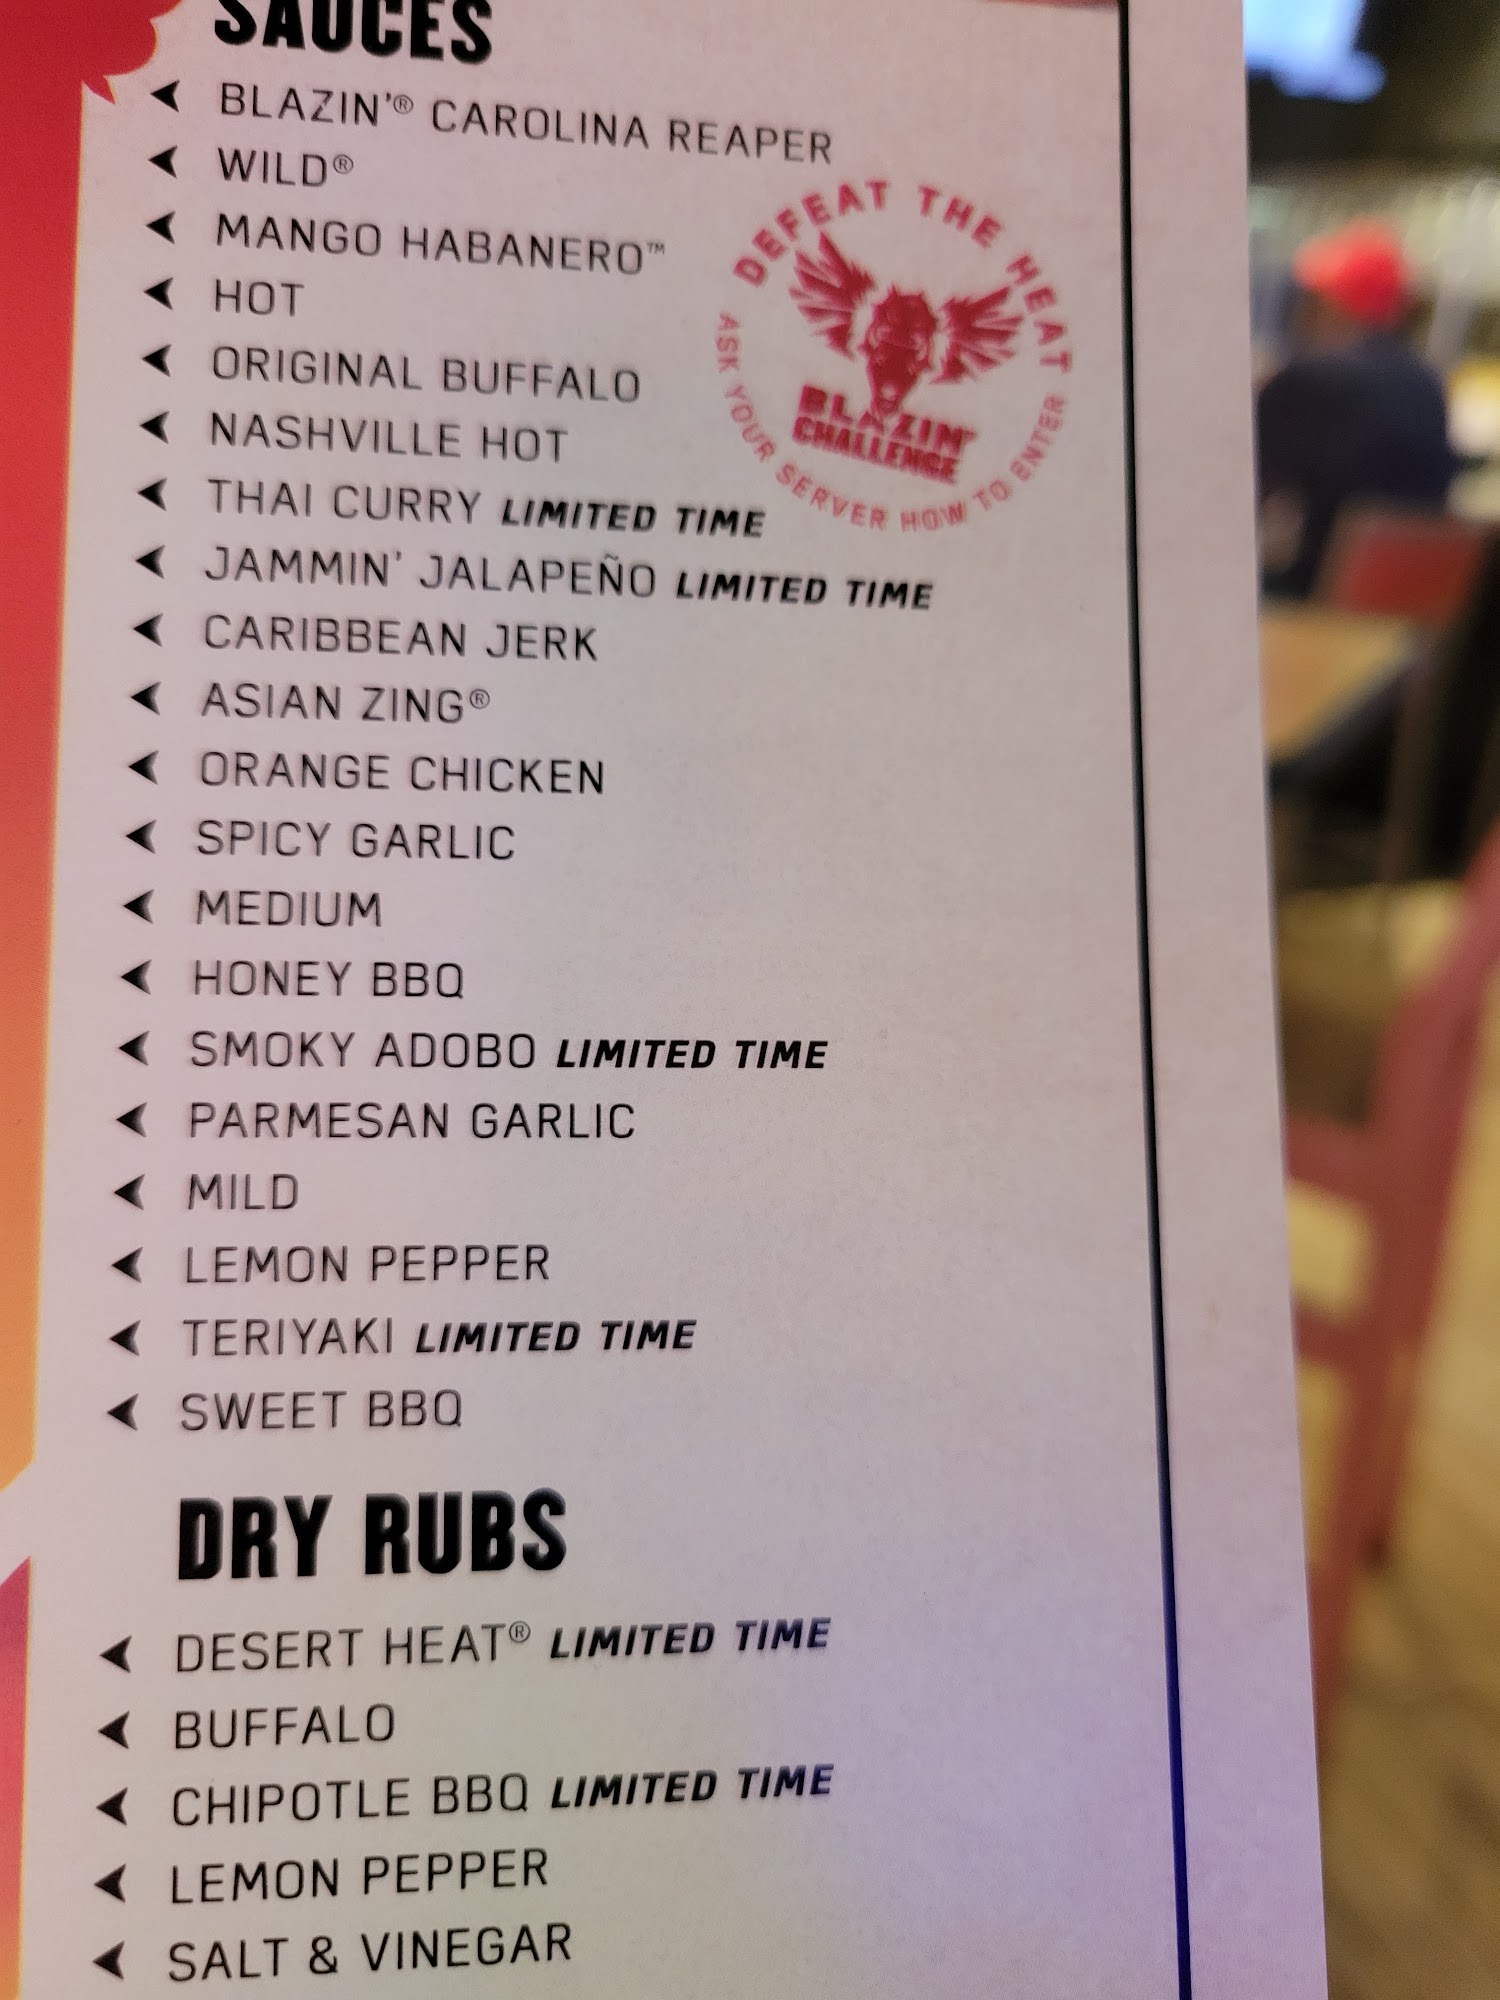 SAUCES
BLAZIN'® CAROLINA REAPER
WILD®
MANGO HABANERO™
HOT
ORIGINAL BUFFALO
NASHVILLE HOT
THAI CURRY LIMITED TIME
JAMMIN' JALAPEÑO LIMITED TIME
CARIBBEAN JERK
ASIAN ZING®
ORANGE CHICKEN
SPICY GARLIC
MEDIUM
HONEY BBQ
SMOKY ADOBO LIMITED TIME
PARMESAN GARLIC
MILD
LEMON PEPPER
TERIYAKI LIMITED TIME
SWEET BBQ
DEFEAT THE HEAT
BLAZIN'
CHALLENGE
ASK YOUR SERVER HOW TO ENTER
DRY RUBS
DESERT HEAT® LIMITED TIME
BUFFALO
CHIPOTLE BBQ LIMITED TIME
LEMON PEPPER
SALT & VINEGAR